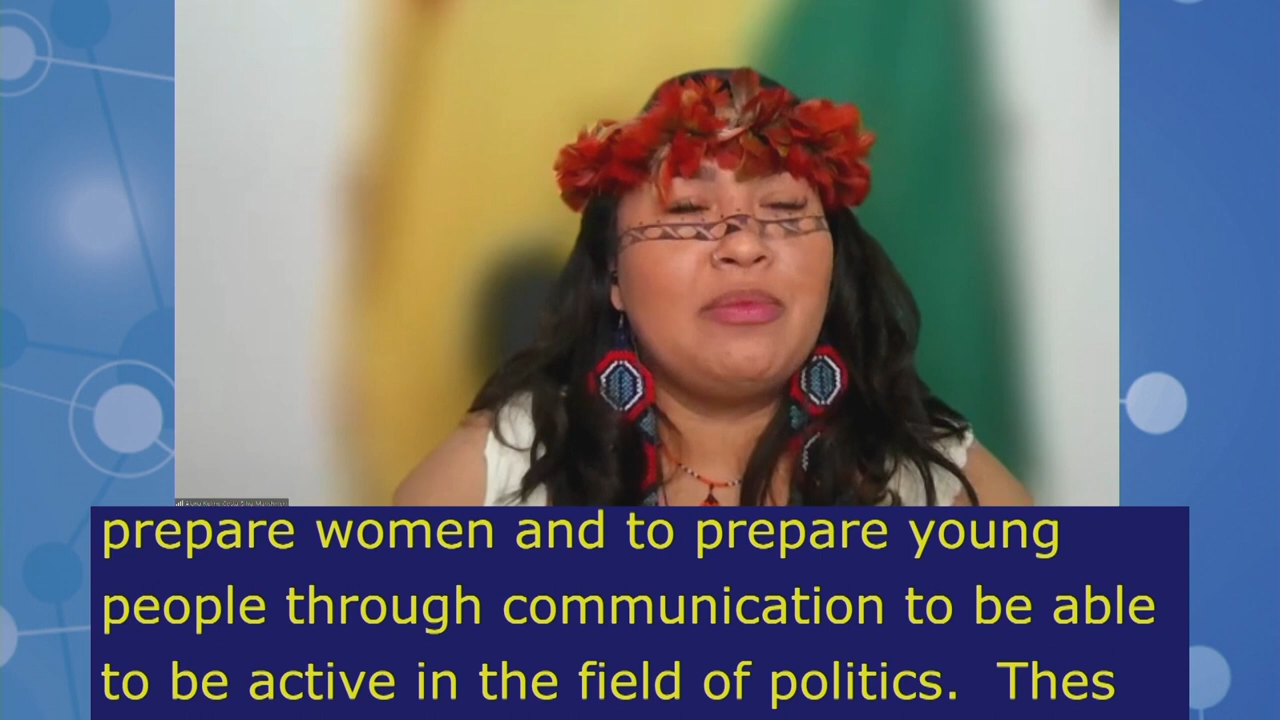 prepare women and to prepare young
people through communication to be able
to be active in the field of politics.  Thes